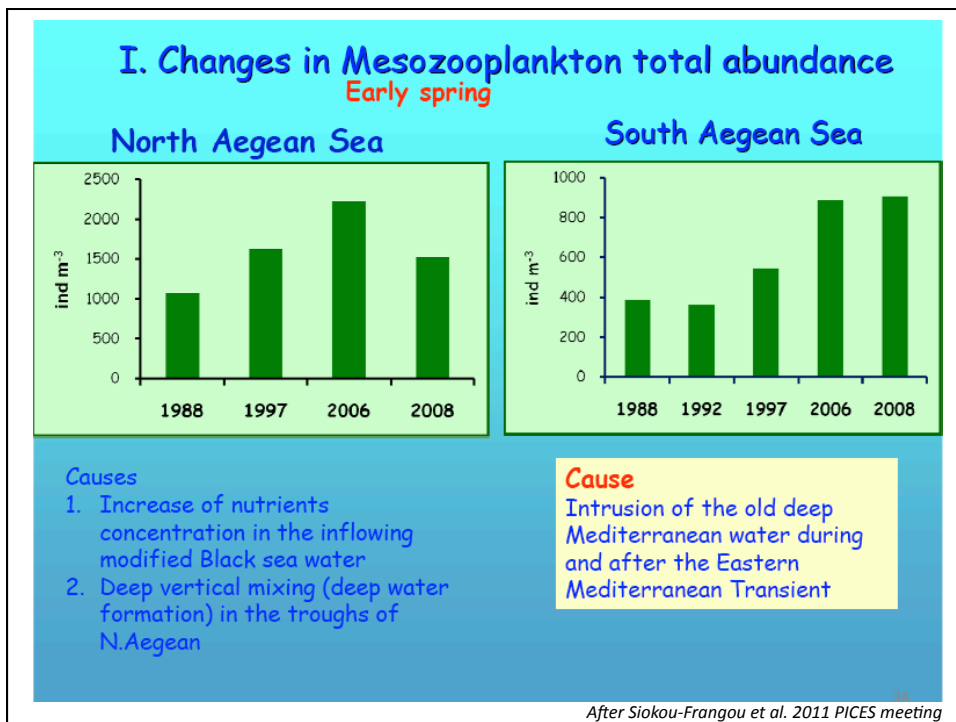 I. Changes in Mesozooplankton total abundance
Early spring
North Aegean Sea
2500
2000
1500
1000
500
0
ind m-3
1988 1997 2006 2008
South Aegean Sea
1000
800
600
400
200
0
ind m-3
1988 1992 1997 2006 2008
Causes
1. Increase of nutrients
concentration in the inflowing
modified Black sea water
2. Deep vertical mixing (deep water
formation) in the troughs of
N.Aegean
Cause
Intrusion of the old deep
Mediterranean water during
and after the Eastern
Mediterranean Transient
After Siokou-Frangou et al. 2011 PICES meeting